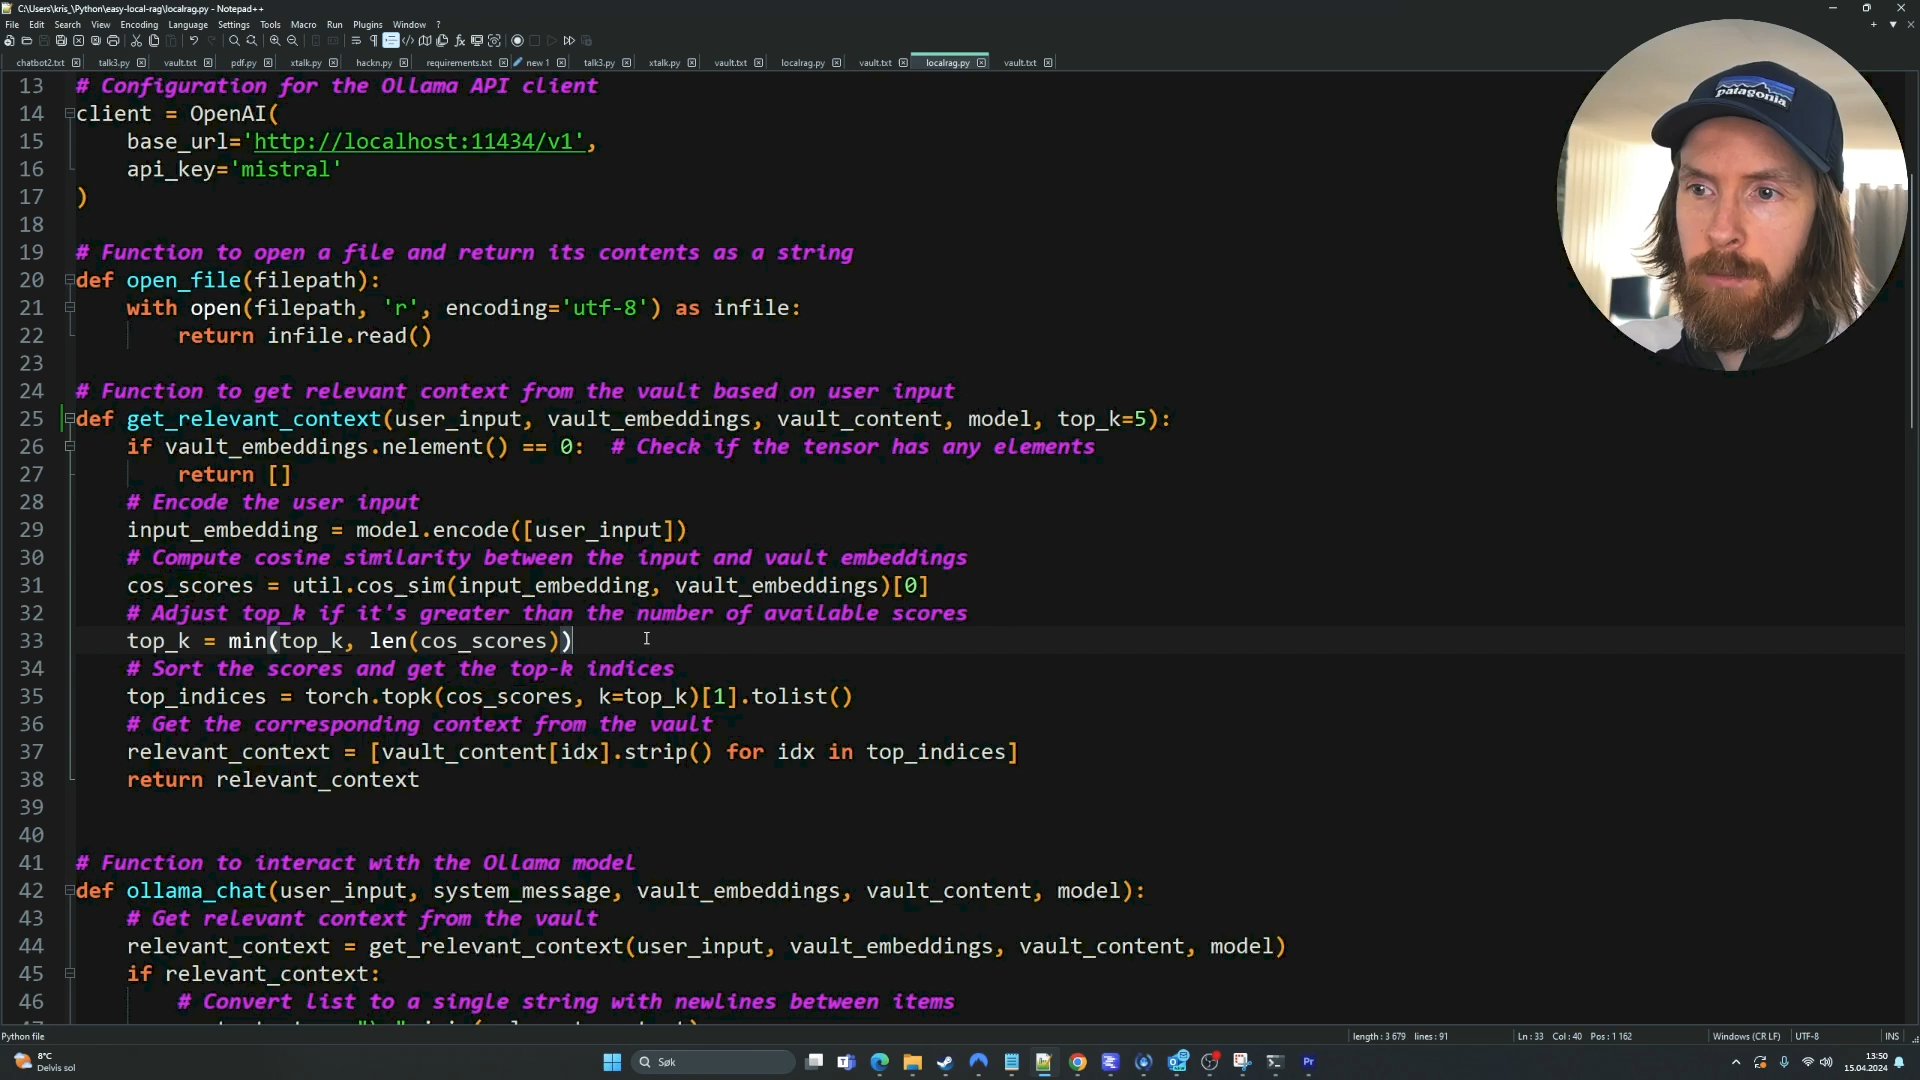 C:\Users\kris_\Python\easy-local-rag\localrag.py - Notepad++
File Edit Search View Encoding Language Settings Tools Macro Run Plugins Window ?
chatbot2.txt talk3.py vault.txt pdf.py xtalk.py hackn.py requirements.txt new 1 talk3.py xtalk.py vault.txt localrag.py vault.txt localrag.py vault.txt
patagonia
13 # Configuration for the Ollama API client
14 client = OpenAI(
15 base_url='http://localhost:11434/v1',
16 api_key='mistral'
17 )
18
19 # Function to open a file and return its contents as a string
20 def open_file(filepath):
21 with open(filepath, 'r', encoding='utf-8') as infile:
22 return infile.read()
23
24 # Function to get relevant context from the vault based on user input
25 def get_relevant_context(user_input, vault_embeddings, vault_content, model, top_k=5):
26 if vault_embeddings.nelement() == 0: # Check if the tensor has any elements
27 return []
28 # Encode the user input
29 input_embedding = model.encode([user_input])
30 # Compute cosine similarity between the input and vault embeddings
31 cos_scores = util.cos_sim(input_embedding, vault_embeddings)[0]
32 # Adjust top_k if it's greater than the number of available scores
33 top_k = min(top_k, len(cos_scores))
34 # Sort the scores and get the top-k indices
35 top_indices = torch.topk(cos_scores, k=top_k)[1].tolist()
36 # Get the corresponding context from the vault
37 relevant_context = [vault_content[idx].strip() for idx in top_indices]
38 return relevant_context
39
40
41 # Function to interact with the Ollama model
42 def ollama_chat(user_input, system_message, vault_embeddings, vault_content, model):
43 # Get relevant context from the vault
44 relevant_context = get_relevant_context(user_input, vault_embeddings, vault_content, model)
45 if relevant_context:
46 # Convert list to a single string with newlines between items
Python file length : 3 679 lines : 91 Ln : 33 Col : 40 Pos : 1 162 Windows (CR LF) UTF-8 INS
8°C
Delvis sol
Søk
13:50
15.04.2024